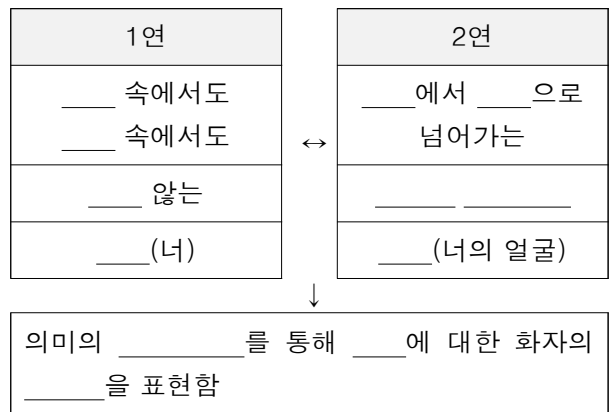 1연
____ 속에서도
____ 속에서도
____ 않는
____(너)
↔
2연
____에서 ____으로
넘어가는
______ ________
____(너의 얼굴)
↓
의미의 _________를 통해 ____에 대한 화자의
______을 표현함